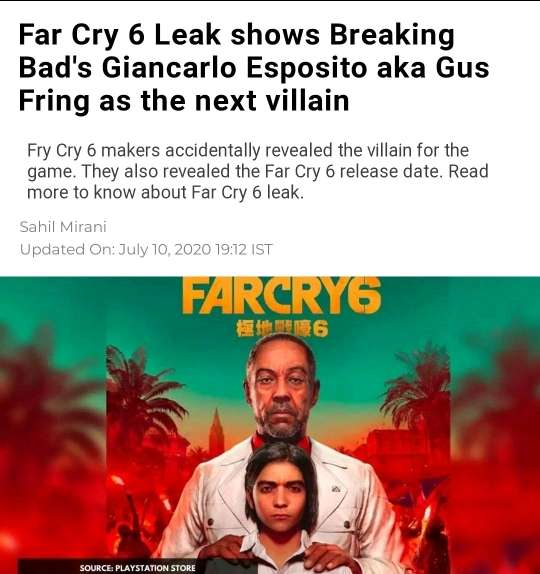 Far Cry 6 Leak shows Breaking
Bad's Giancarlo Esposito aka Gus
Fring as the next villain
Fry Cry 6 makers accidentally revealed the villain for the
game. They also revealed the Far Cry 6 release date. Read
more to know about Far Cry 6 leak.
Sahil Mirani
Updated On: July 10, 2020 19:12 IST
FARCRY6
極地戰嚎6
SOURCE: PLAYSTATION STORE